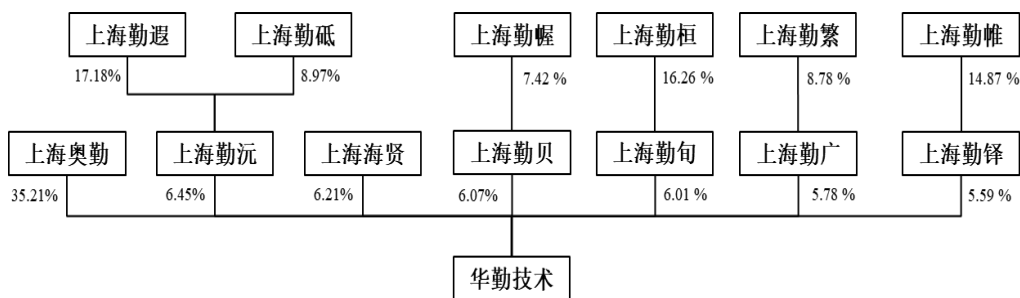 上海勤遐
上海勤砥
上海勤幄
上海勤桓
上海勤繁
上海勤帷
17.18%
8.97%
7.42 %
16.26 %
8.78 %
14.87 %
上海奥勤
上海勤沅
上海海贤
上海勤贝
上海勤旬
上海勤广
上海勤铎
35.21%
6.45%
6.21%
6.07%
6.01 %
5.78 %
5.59 %
华勤技术